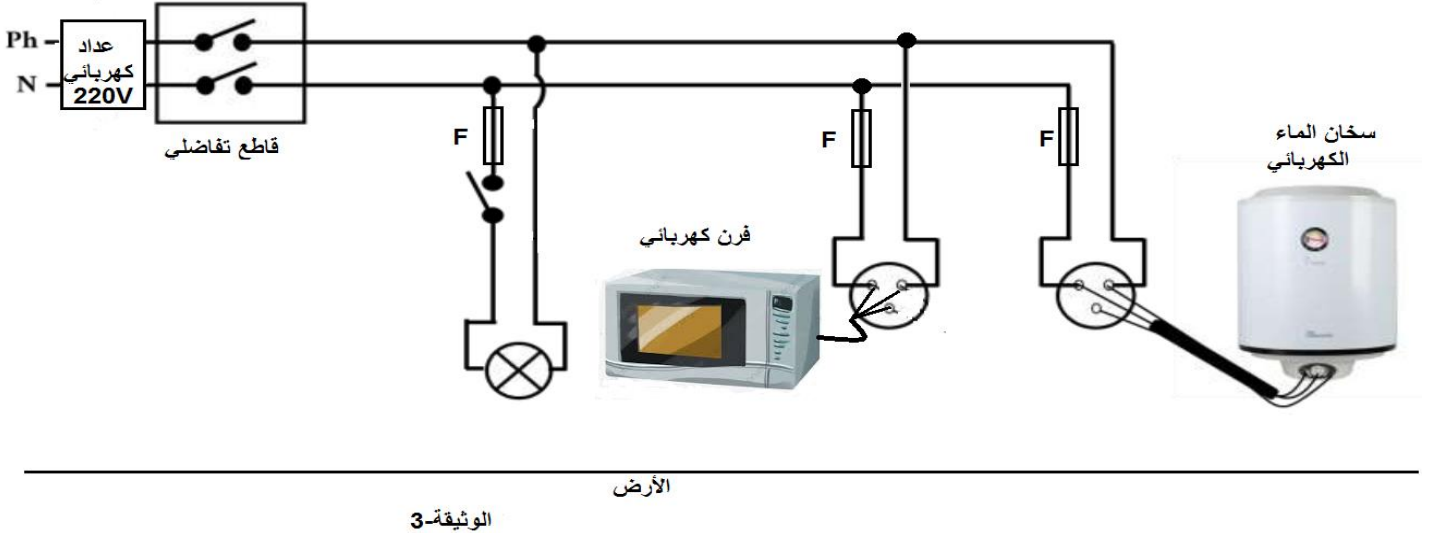 Ph
N
عداد
كهربائي
220V
قاطع تفاضلي
F
F
F
سخان الماء
الكهربائي
فرن كهربائي
الأرض
الوثيقة-3